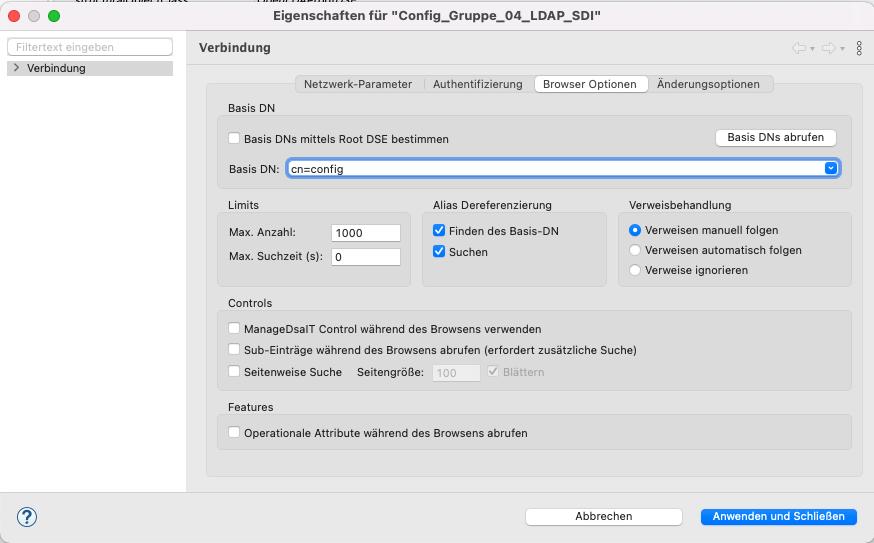 Eigenschaften für "Config_Gruppe_04_LDAP_SDI"
Filtertext eingeben
Verbindung
Verbindung
Netzwerk-Parameter Authentifizierung Browser Optionen Änderungsoptionen
Basis DN
Basis DNs mittels Root DSE bestimmen
Basis DNs abrufen
Basis DN: cn=config
Limits
Max. Anzahl: 1000
Max. Suchzeit (s): 0
Alias Dereferenzierung
Finden des Basis-DN
Suchen
Verweisbehandlung
Verweisen manuell folgen
Verweisen automatisch folgen
Verweise ignorieren
Controls
ManageDsaIT Control während des Browsens verwenden
Sub-Einträge während des Browsens abrufen (erfordert zusätzliche Suche)
Seitenweise Suche Seitengröße: 100 Blättern
Features
Operationale Attribute während des Browsens abrufen
?
Abbrechen
Anwenden und Schließen